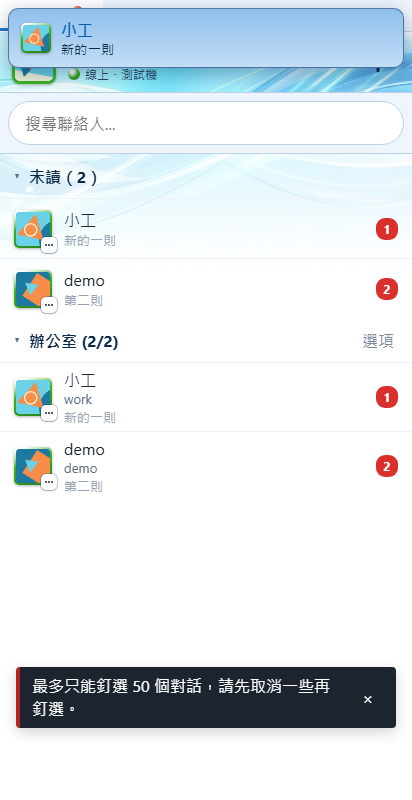 小工
新的一則
線上 · 測試機
搜尋聯絡人...
未讀 ( 2 )
小工
新的一則
1
demo
第二則
2
辦公室 (2/2)
選項
小工
work
新的一則
1
demo
demo
第二則
2
最多只能釘選 50 個對話，請先取消一些再
釘選。
×